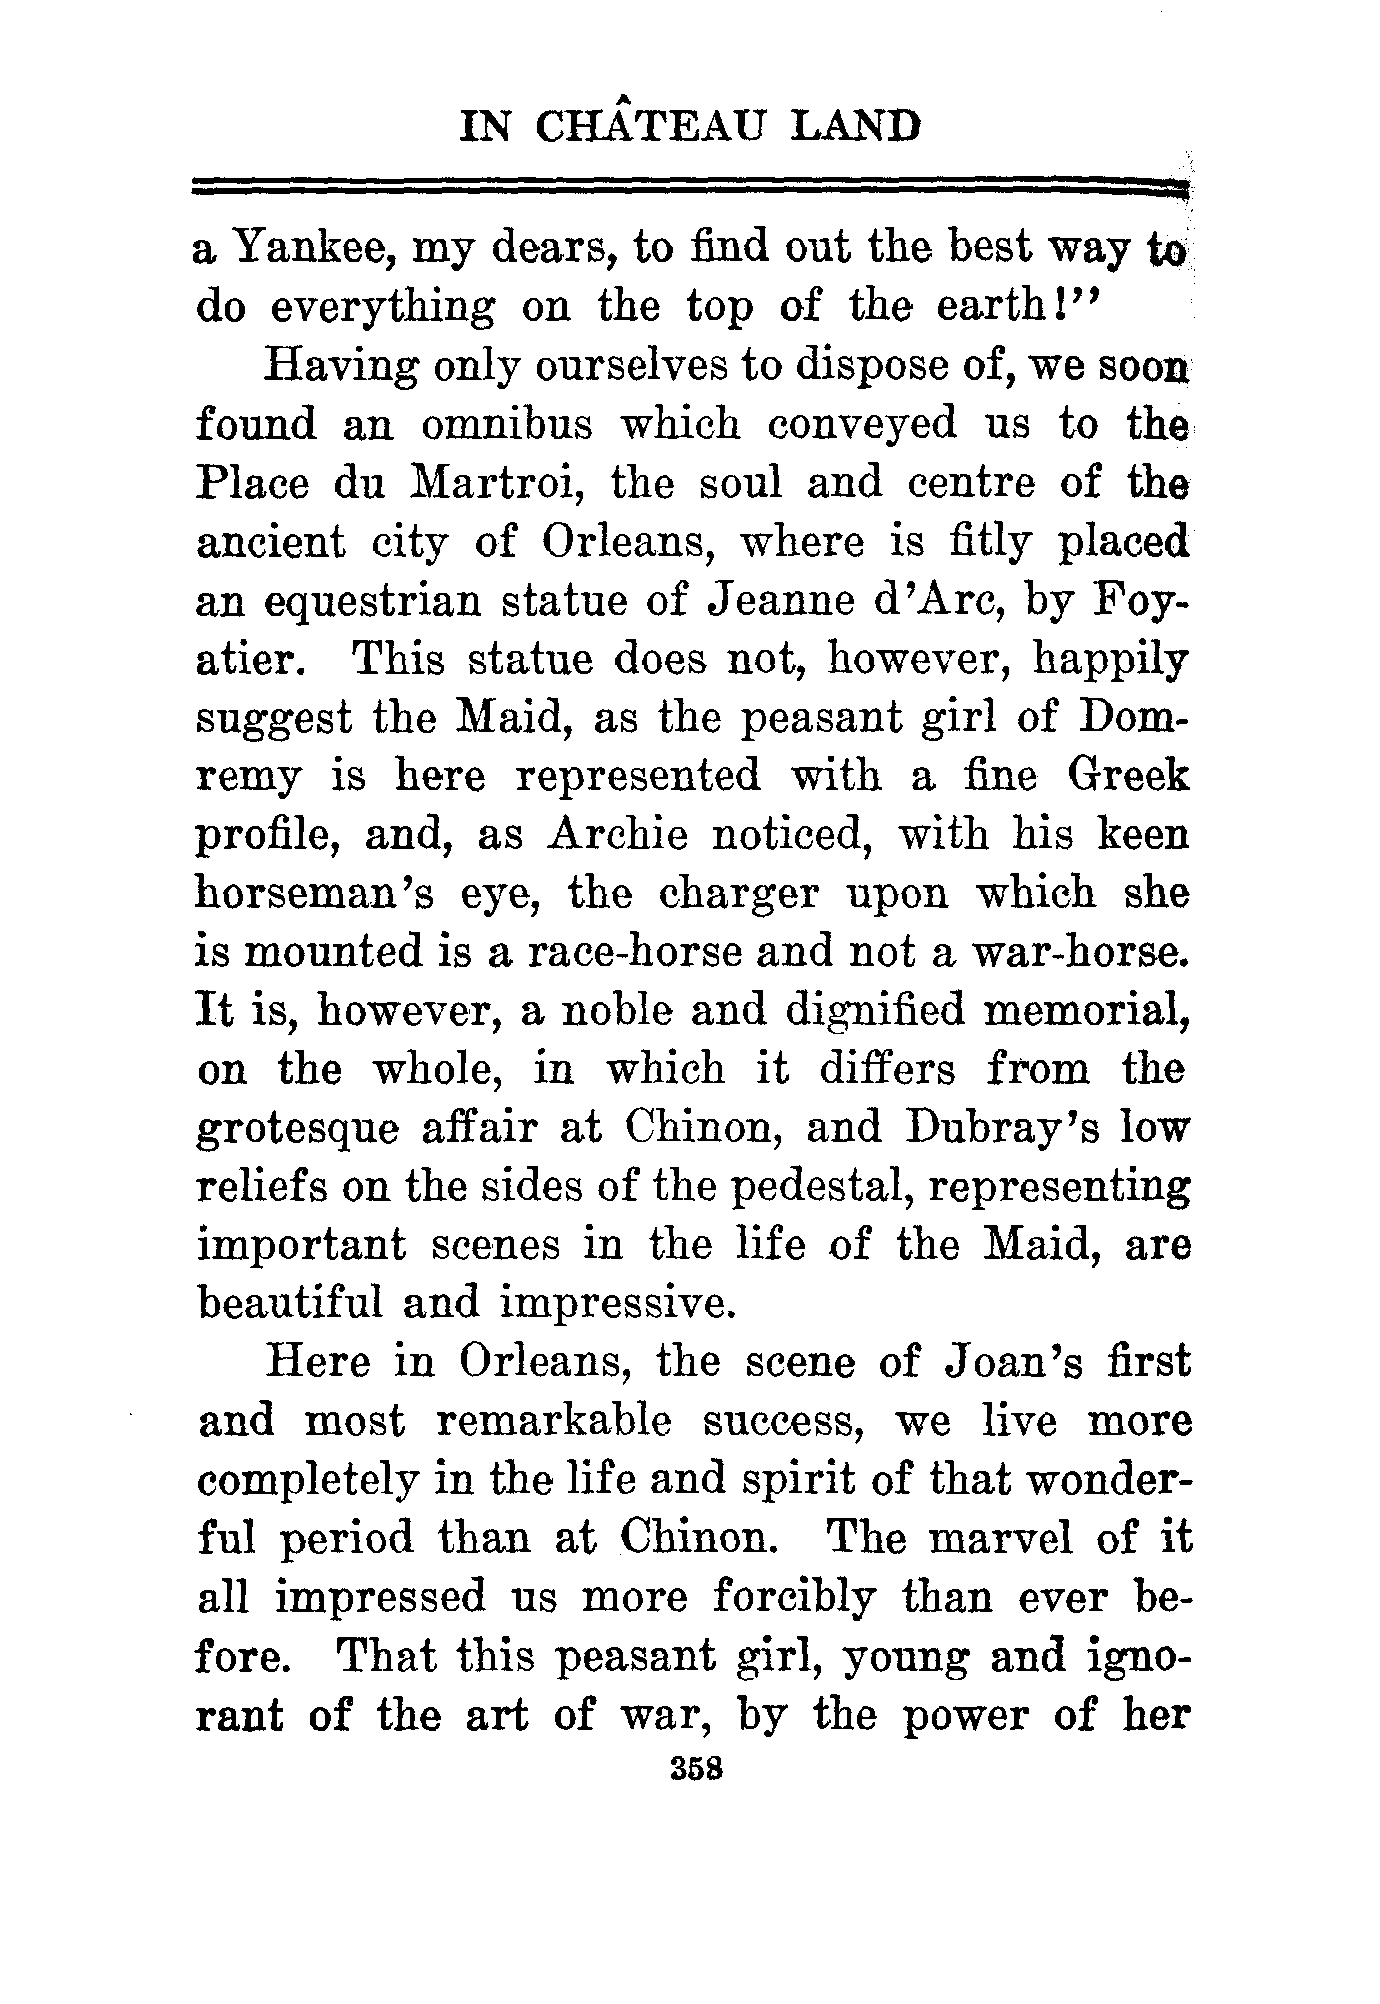 IN CHÂTEAU LAND
a Yankee, my dears, to find out the best way to
do everything on the top of the earth!”
Having only ourselves to dispose of, we soon
found an omnibus which conveyed us to the
Place du Martroi, the soul and centre of the
ancient city of Orleans, where is fitly placed
an equestrian statue of Jeanne d’Arc, by Foy-
atier. This statue does not, however, happily
suggest the Maid, as the peasant girl of Dom-
remy is here represented with a fine Greek
profile, and, as Archie noticed, with his keen
horseman’s eye, the charger upon which she
is mounted is a race-horse and not a war-horse.
It is, however, a noble and dignified memorial,
on the whole, in which it differs from the
grotesque affair at Chinon, and Dubray’s low
reliefs on the sides of the pedestal, representing
important scenes in the life of the Maid, are
beautiful and impressive.
Here in Orleans, the scene of Joan’s first
and most remarkable success, we live more
completely in the life and spirit of that wonder-
ful period than at Chinon. The marvel of it
all impressed us more forcibly than ever be-
fore. That this peasant girl, young and igno-
rant of the art of war, by the power of her
358